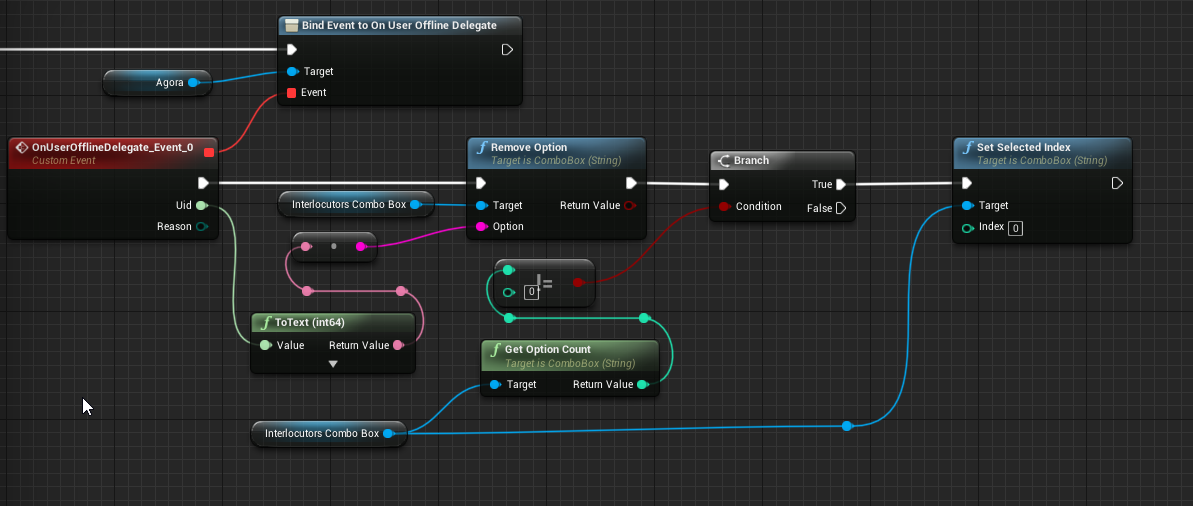 Bind Event to On User Offline Delegate
Agora
Target
Event
OnUserOfflineDelegate_Event_0
Custom Event
Uid
Reason
Interlocutors Combo Box
f Remove Option
Target is ComboBox (String)
Target
Return Value
Option
Branch
True
Condition
False
f Set Selected Index
Target is ComboBox (String)
Target
Index 0
!=
0
f ToText (int64)
Value
Return Value
f Get Option Count
Target is ComboBox (String)
Target
Return Value
Interlocutors Combo Box